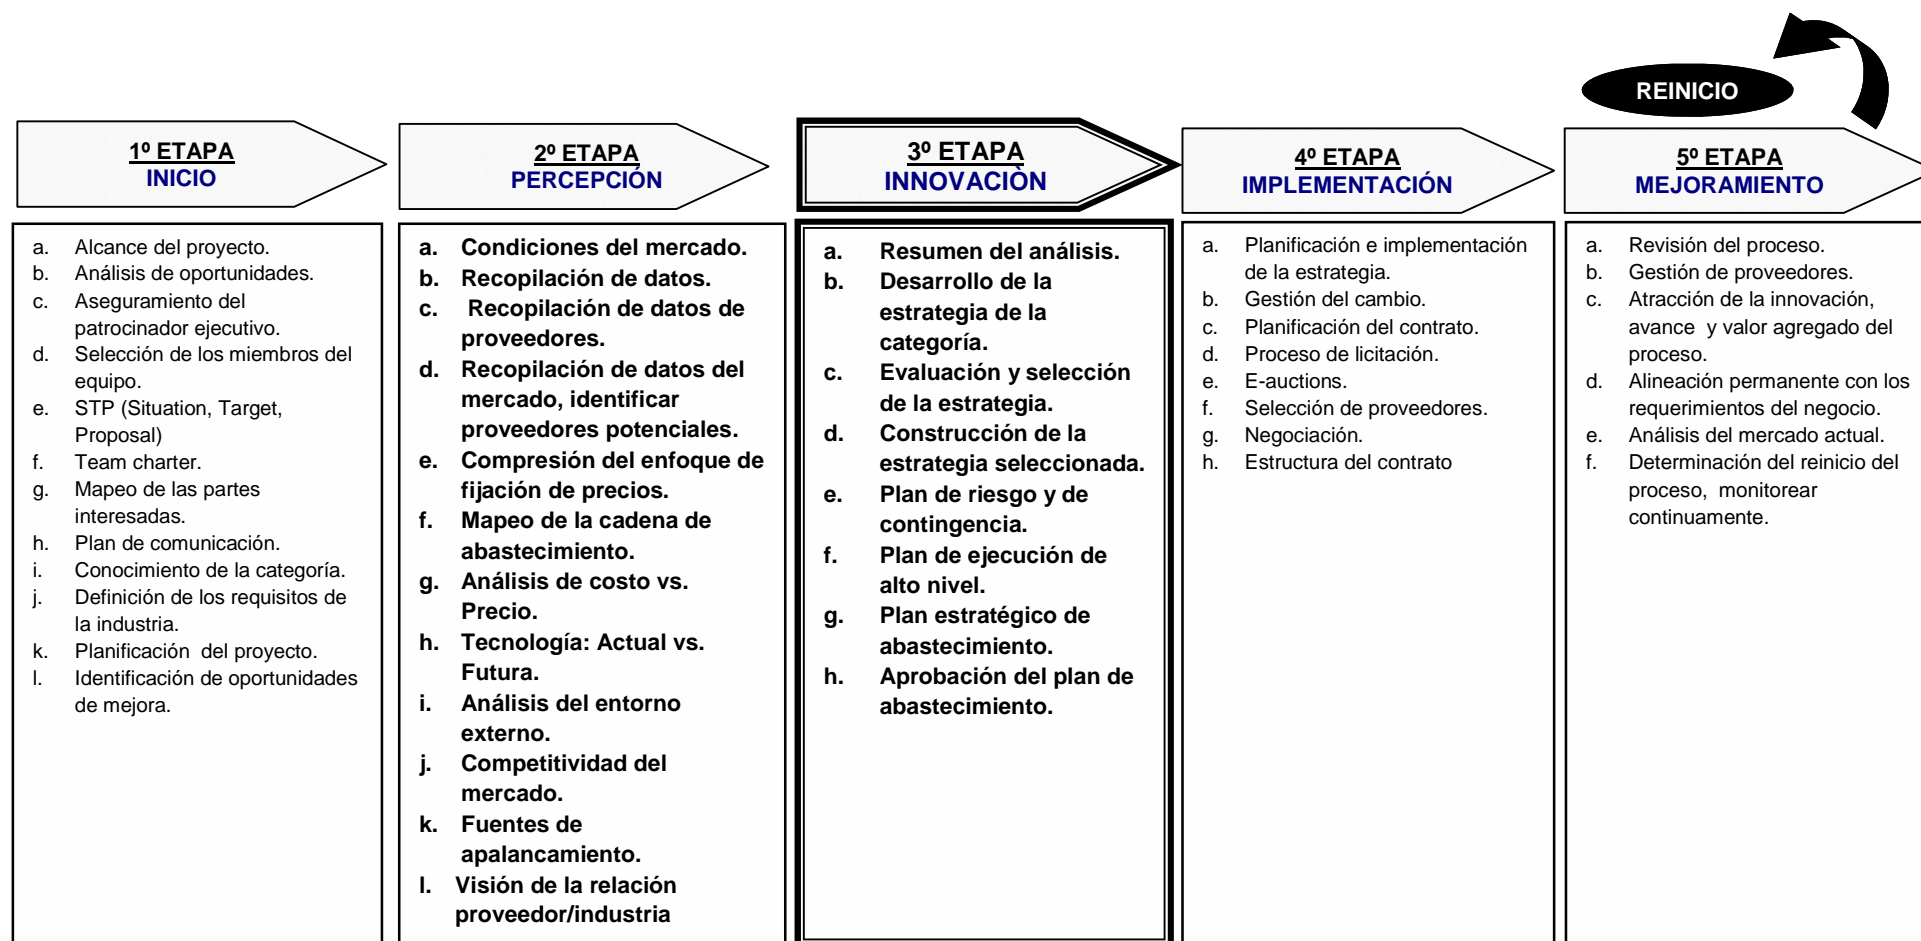 REINICIO
1º ETAPA
INICIO
a. Alcance del proyecto.
b. Análisis de oportunidades.
c. Aseguramiento del
patrocinador ejecutivo.
d. Selección de los miembros del
equipo.
e. STP (Situation, Target,
Proposal)
f. Team charter.
g. Mapeo de las partes
interesadas.
h. Plan de comunicación.
i. Conocimiento de la categoría.
j. Definición de los requisitos de
la industria.
k. Planificación del proyecto.
l. Identificación de oportunidades
de mejora.
2º ETAPA
PERCEPCIÓN
a. Condiciones del mercado.
b. Recopilación de datos.
c. Recopilación de datos de
proveedores.
d. Recopilación de datos del
mercado, identificar
proveedores potenciales.
e. Compresión del enfoque de
fijación de precios.
f. Mapeo de la cadena de
abastecimiento.
g. Análisis de costo vs.
Precio.
h. Tecnología: Actual vs.
Futura.
i. Análisis del entorno
externo.
j. Competitividad del
mercado.
k. Fuentes de
apalancamiento.
l. Visión de la relación
proveedor/industria
3º ETAPA
INNOVACIÒN
a. Resumen del análisis.
b. Desarrollo de la
estrategia de la
categoría.
c. Evaluación y selección
de la estrategia.
d. Construcción de la
estrategia seleccionada.
e. Plan de riesgo y de
contingencia.
f. Plan de ejecución de
alto nivel.
g. Plan estratégico de
abastecimiento.
h. Aprobación del plan de
abastecimiento.
4º ETAPA
IMPLEMENTACIÓN
a. Planificación e implementación
de la estrategia.
b. Gestión del cambio.
c. Planificación del contrato.
d. Proceso de licitación.
e. E-auctions.
f. Selección de proveedores.
g. Negociación.
h. Estructura del contrato
5º ETAPA
MEJORAMIENTO
a. Revisión del proceso.
b. Gestión de proveedores.
c. Atracción de la innovación,
avance y valor agregado del
proceso.
d. Alineación permanente con los
requerimientos del negocio.
e. Análisis del mercado actual.
f. Determinación del reinicio del
proceso, monitorear
continuamente.